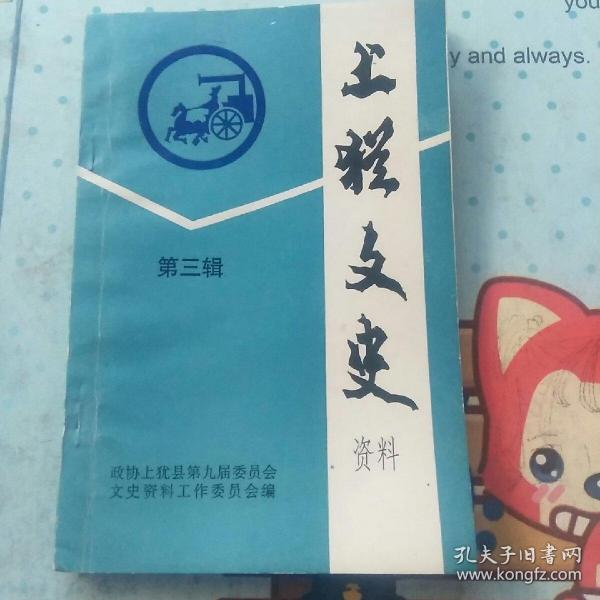 上犹文史
资料
第三辑
政协上犹县第九届委员会
文史资料工作委员会编
you
y and always.
孔夫子旧书网
www.kongfz.com